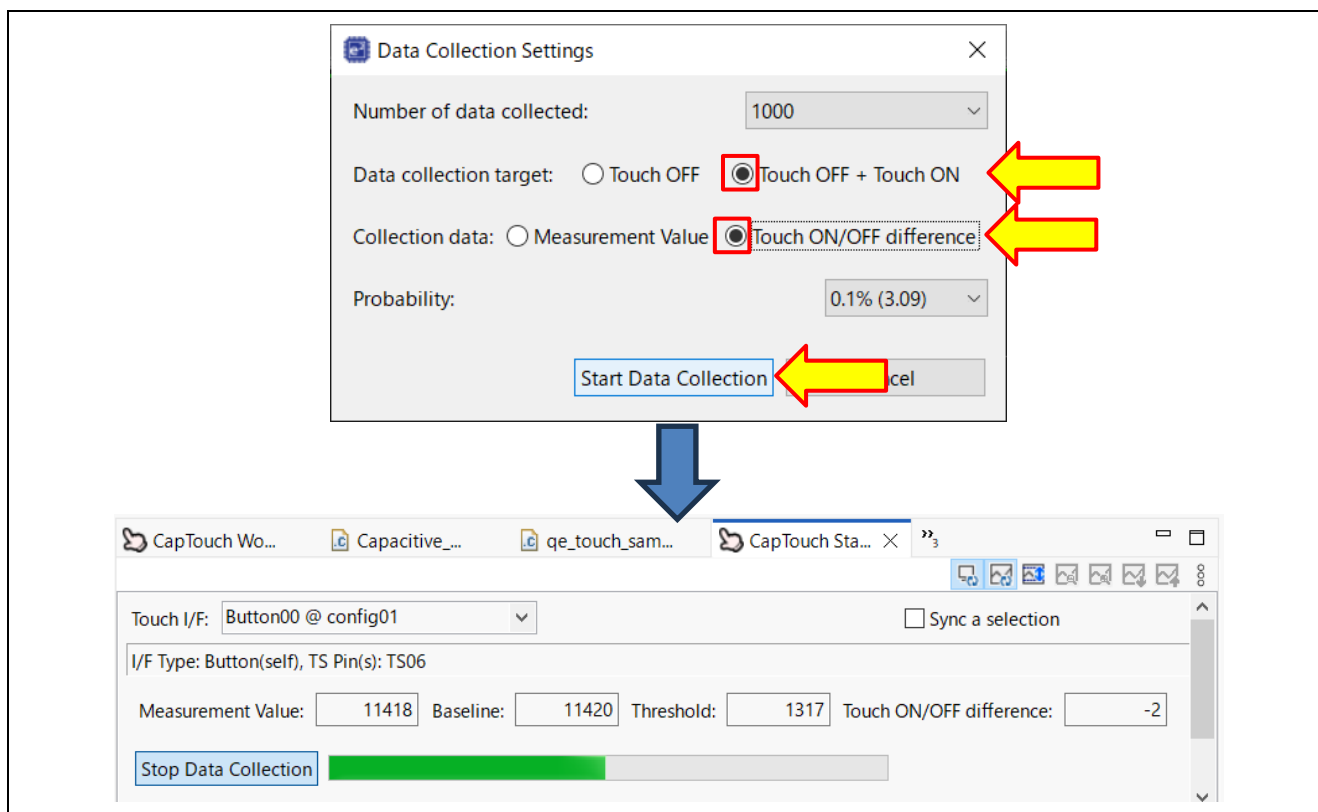 Data Collection Settings
Number of data collected: 1000
Data collection target: Touch OFF Touch OFF + Touch ON
Collection data: Measurement Value Touch ON/OFF difference
Probability: 0.1% (3.09)
Start Data Collection
CapTouch Wo... .c Capacitive_... .c qe_touch_sam... CapTouch Sta... »3
Touch I/F: Button00 @ config01 Sync a selection
I/F Type: Button(self), TS Pin(s): TS06
Measurement Value: 11418 Baseline: 11420 Threshold: 1317 Touch ON/OFF difference: -2
Stop Data Collection